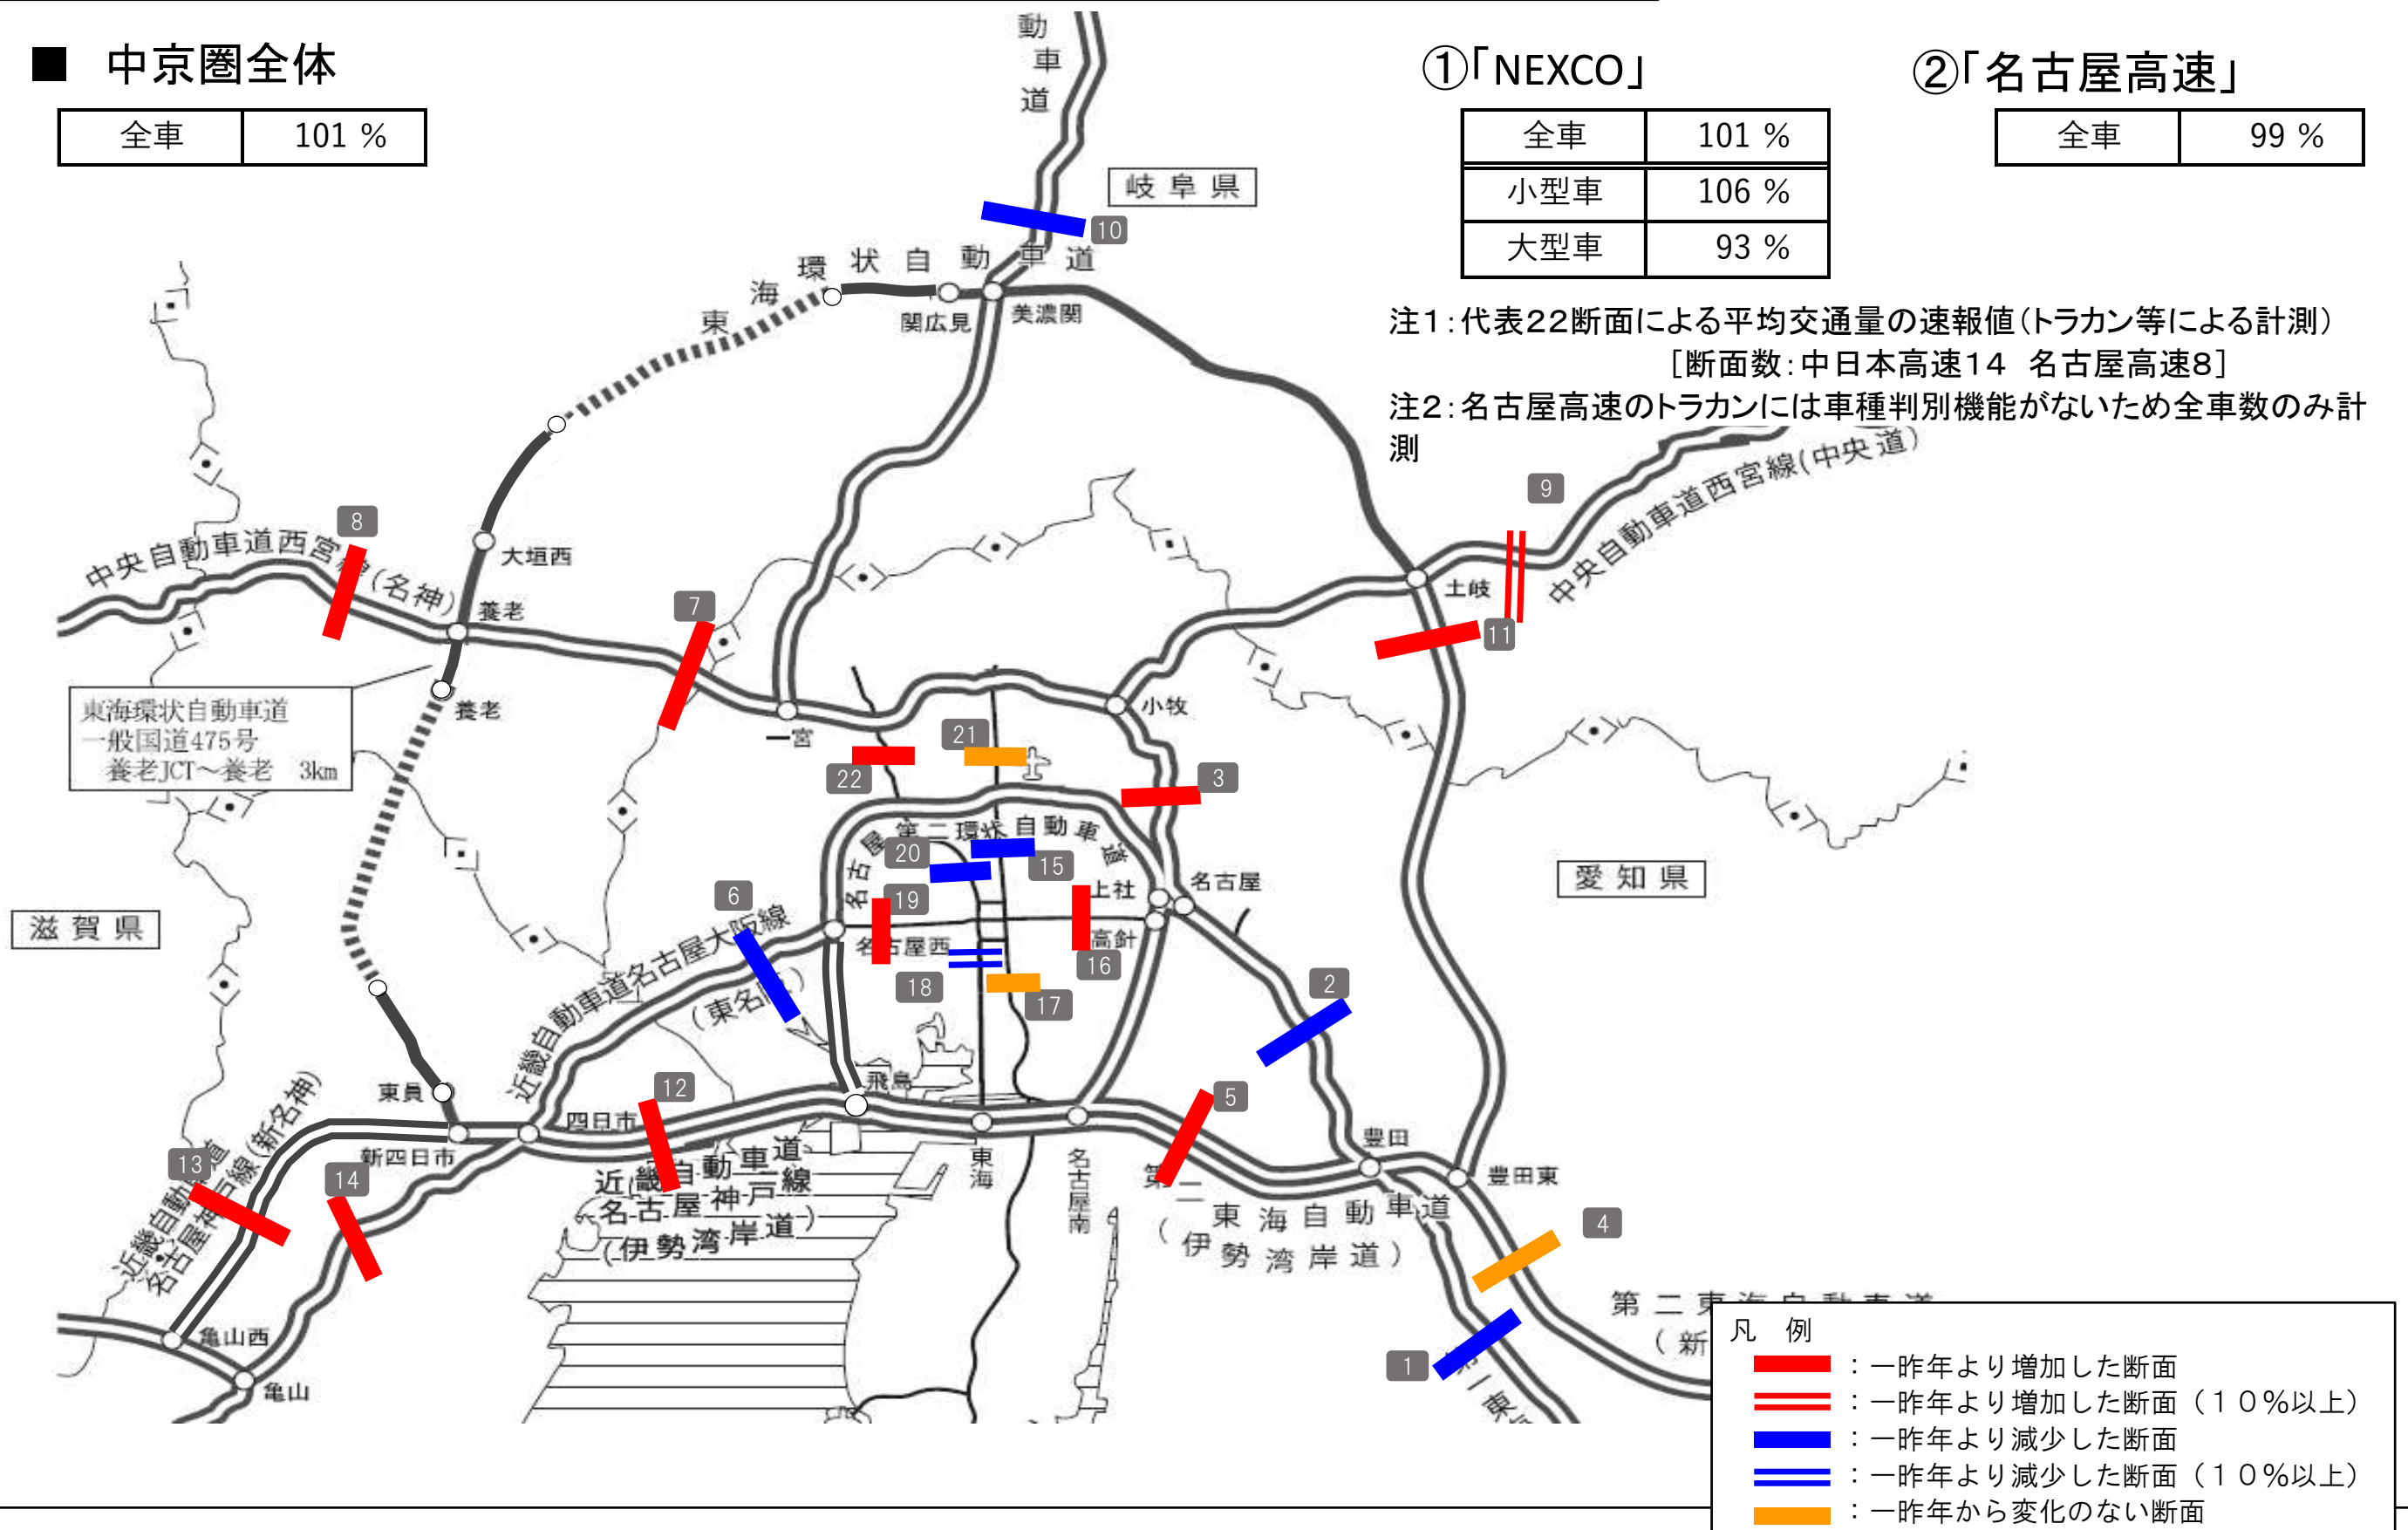 ■ 中京圏全体
全車 101 %
①「NEXCO」
全車 101 %
小型車 106 %
大型車 93 %
②「名古屋高速」
全車 99 %
注1：代表22断面による平均交通量の速報値（トラカン等による計測）
［断面数：中日本高速14 名古屋高速8］
注2：名古屋高速のトラカンには車種判別機能がないため全車数のみ計
測
動車道
岐阜県
10
東海環状自動車道
関広見
美濃関
9
中央自動車道西宮線(中央道)
8
中央自動車道西宮線(名神)
大垣西
養老
7
土岐
11
東海環状自動車道
一般国道475号
養老JCT～養老 3km
養老
一宮
小牧
21
22
3
名古屋第二環状自動車道
20
15
上社
名古屋
愛知県
滋賀県
6
19
近畿自動車道名古屋大阪線
(東名阪)
名古屋西
高針
16
18
17
2
東員
12
飛島
5
四日市
新四日市
13
14
近畿自動車道
名古屋神戸線(新名神)
近畿自動車道
名古屋神戸線
(伊勢湾岸道)
東海
名古屋南
豊田
豊田東
第二東海自動車道
(伊勢湾岸道)
4
亀山西
亀山
1
第二東海自動車道
(新
凡 例
：一昨年より増加した断面
：一昨年より増加した断面（10%以上）
：一昨年より減少した断面
：一昨年より減少した断面（10%以上）
：一昨年から変化のない断面